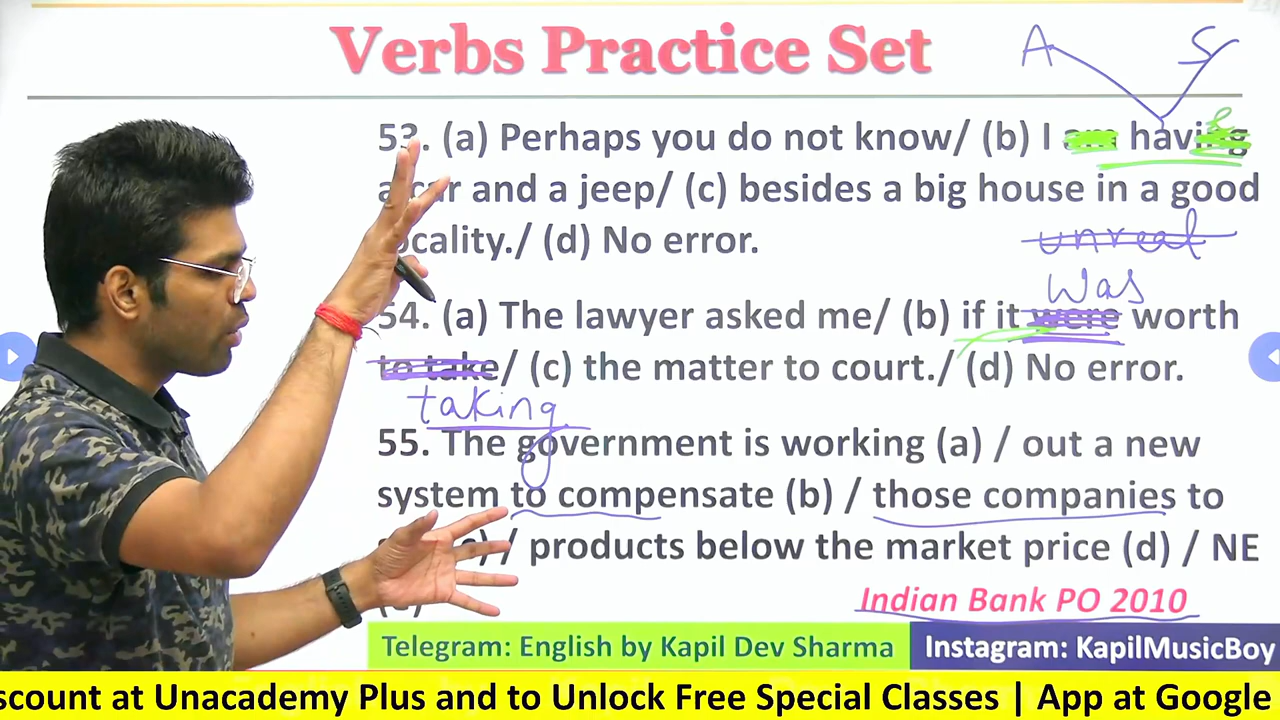 Verbs Practice Set
A S
53. (a) Perhaps you do not know/ (b) I am having
a car and a jeep/ (c) besides a big house in a good
locality./ (d) No error.
unreal
was
54. (a) The lawyer asked me/ (b) if it were worth
to take/ (c) the matter to court./ (d) No error.
taking
55. The government is working (a) / out a new
system to compensate (b) / those companies to
(c) / products below the market price (d) / NE
Indian Bank PO 2010
Telegram: English by Kapil Dev Sharma
Instagram: KapilMusicBoy
scount at Unacademy Plus and to Unlock Free Special Classes | App at Google